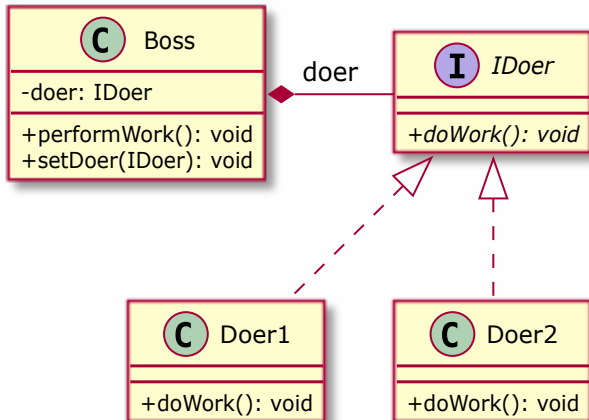 C Boss
-doer: IDoer
+performWork(): void
+setDoer(IDoer): void
doer
I IDoer
+doWork(): void
C Doer1
+doWork(): void
C Doer2
+doWork(): void